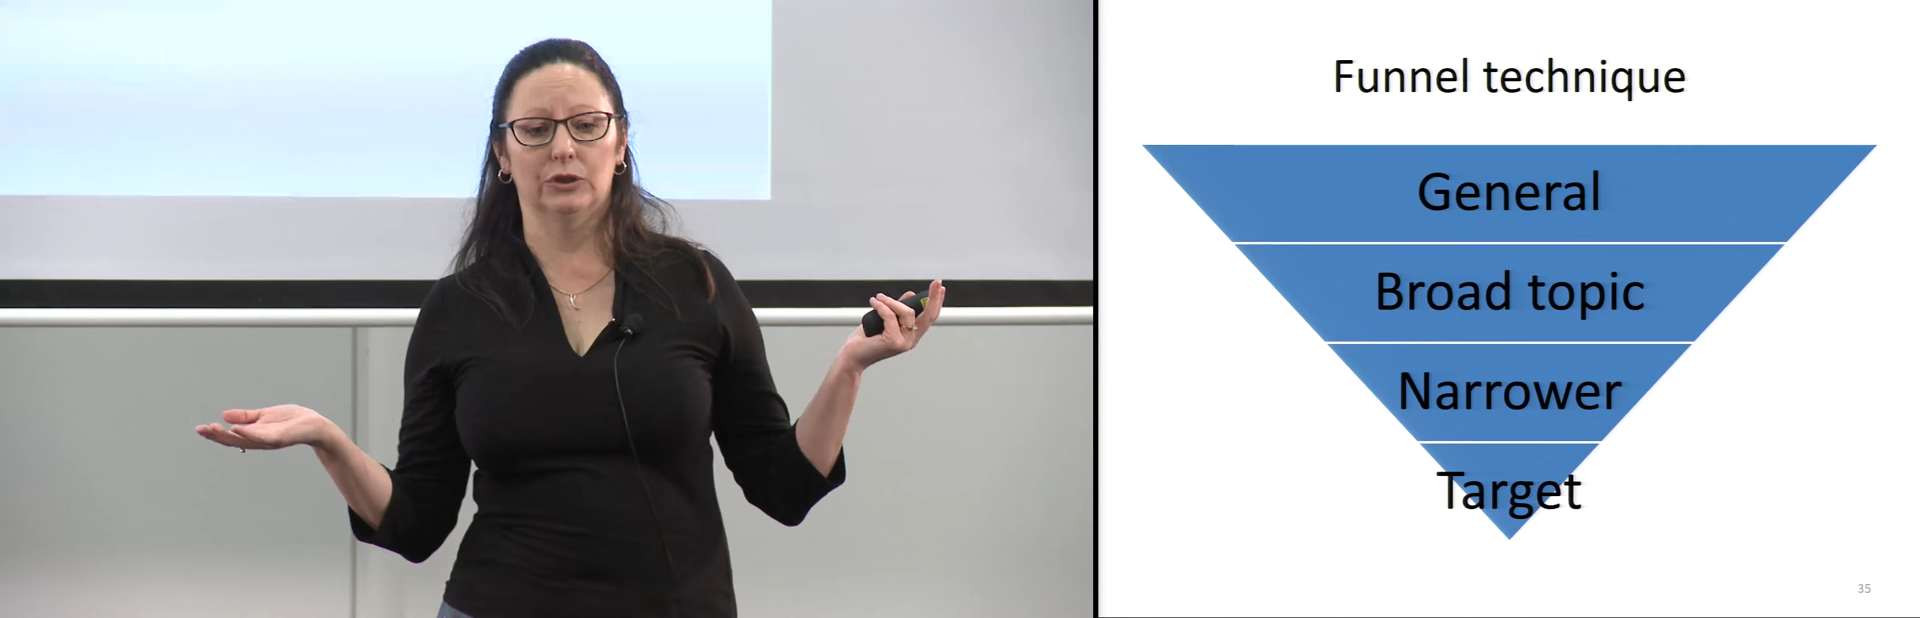 Funnel technique
General
Broad topic
Narrower
Target
35